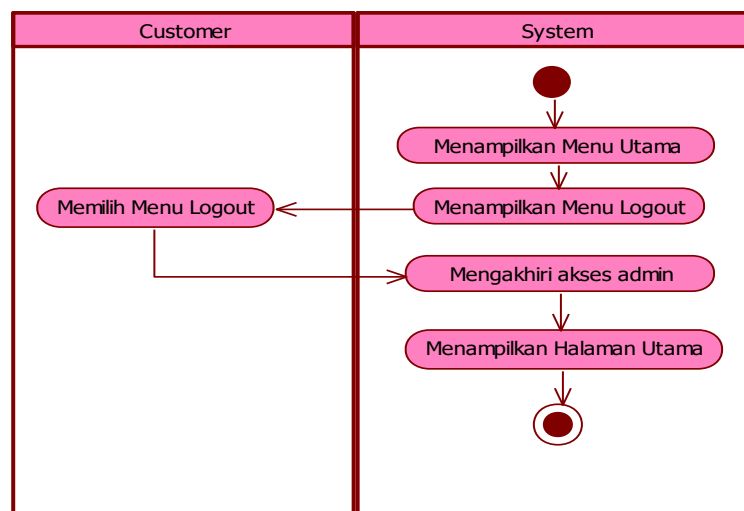 Customer
System
Menampilkan Menu Utama
Memilih Menu Logout
Menampilkan Menu Logout
Mengakhiri akses admin
Menampilkan Halaman Utama